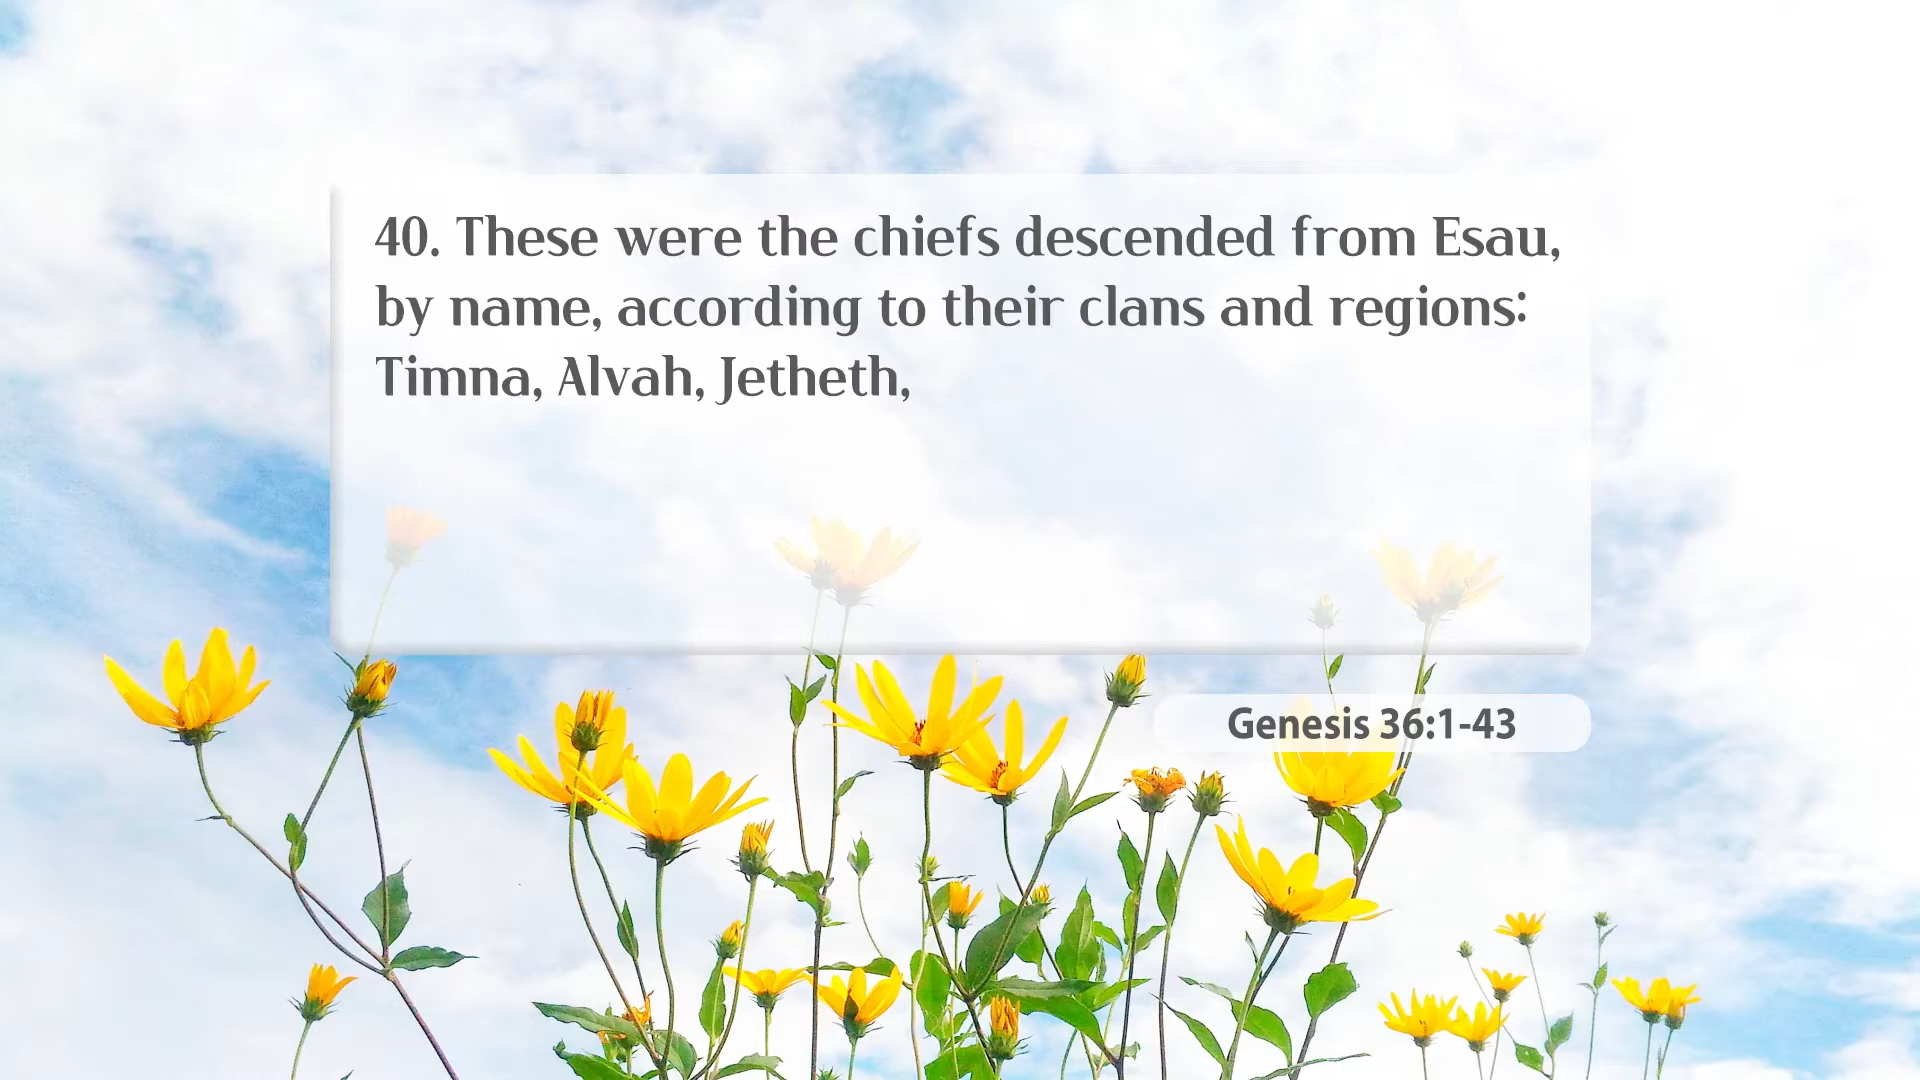 40. These were the chiefs descended from Esau,
by name, according to their clans and regions:
Timna, Alvah, Jetheth,
Genesis 36:1-43